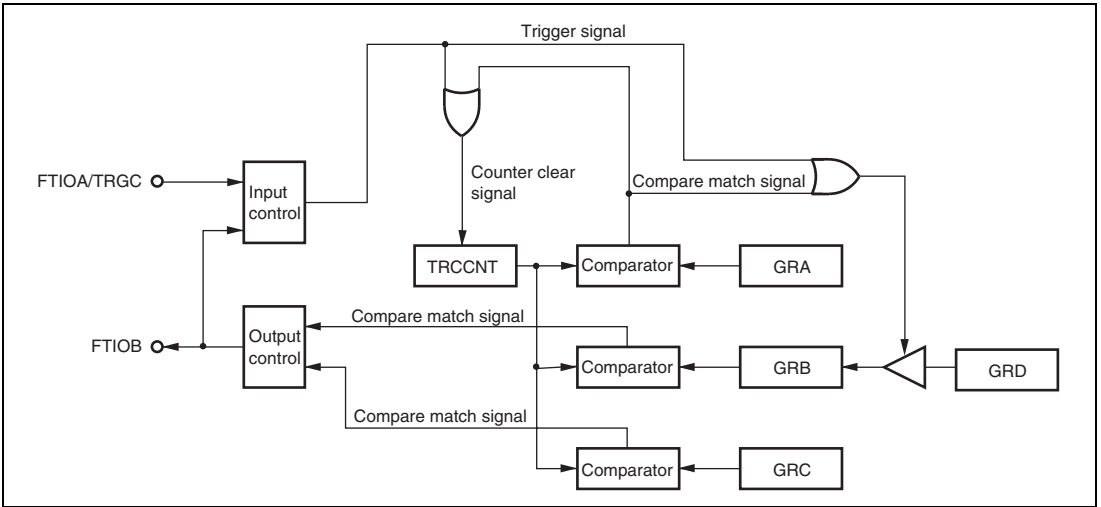 Trigger signal
FTIOA/TRGC
Input
control
Counter clear
signal
Compare match signal
TRCCNT
Comparator
GRA
Compare match signal
FTIOB
Output
control
Comparator
GRB
GRD
Compare match signal
Comparator
GRC